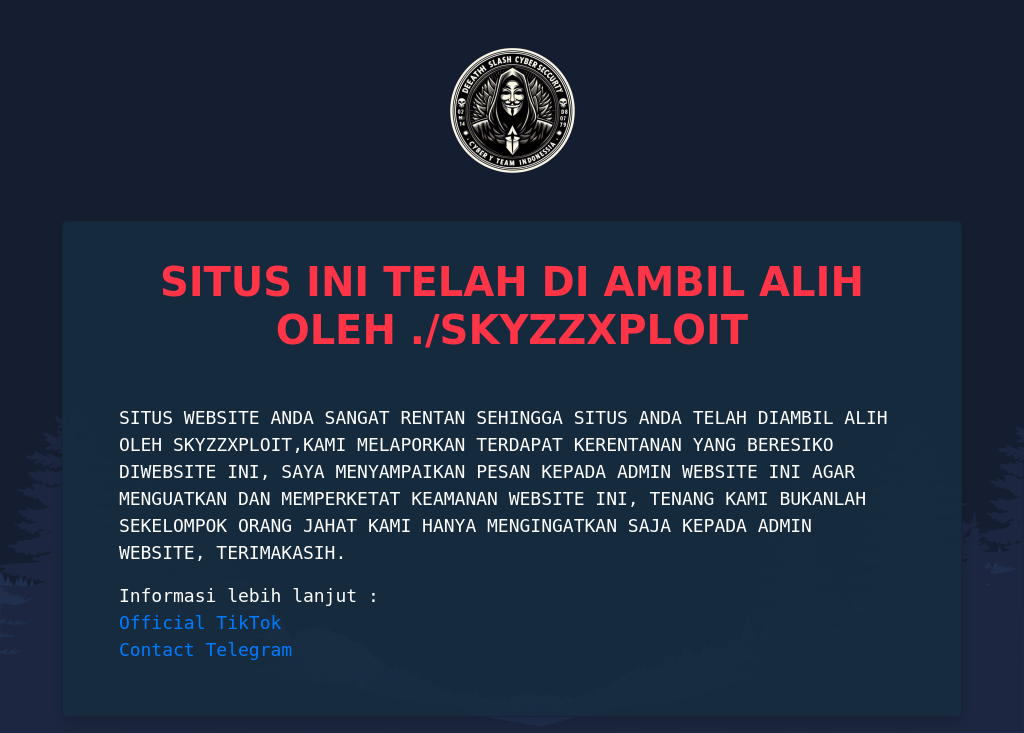 DEEATHH SLASH CYBER SECCURITY
CYBER Y TEAM INDONESIA
SITUS INI TELAH DI AMBIL ALIH
OLEH ./SKYZZXPLOIT
SITUS WEBSITE ANDA SANGAT RENTAN SEHINGGA SITUS ANDA TELAH DIAMBIL ALIH
OLEH SKYZZXPLOIT,KAMI MELAPORKAN TERDAPAT KERENTANAN YANG BERESIKO
DIWEBSITE INI, SAYA MENYAMPAIKAN PESAN KEPADA ADMIN WEBSITE INI AGAR
MENGUATKAN DAN MEMPERKETAT KEAMANAN WEBSITE INI, TENANG KAMI BUKANLAH
SEKELOMPOK ORANG JAHAT KAMI HANYA MENGINGATKAN SAJA KEPADA ADMIN
WEBSITE, TERIMAKASIH.
Informasi lebih lanjut :
Official TikTok
Contact Telegram